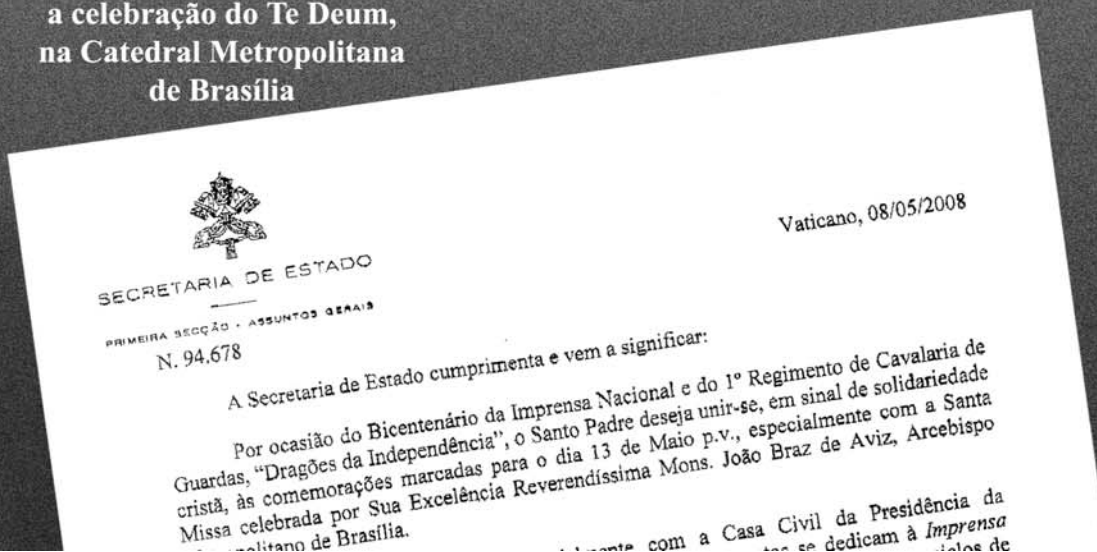 a celebração do Te Deum,
na Catedral Metropolitana
de Brasília
Vaticano, 08/05/2008
SECRETARIA DE ESTADO
PRIMEIRA SECÇÃO - ASSUNTOS GERAIS
N. 94.678
A Secretaria de Estado cumprimenta e vem a significar:
Por ocasião do Bicentenário da Imprensa Nacional e do 1º Regimento de Cavalaria de
Guardas, “Dragões da Independência”, o Santo Padre deseja unir-se, em sinal de solidariedade
cristã, às comemorações marcadas para o dia 13 de Maio p.v., especialmente com a Santa
Missa celebrada por Sua Excelência Reverendíssima Mons. João Braz de Aviz, Arcebispo
de Brasília.
com a Casa Civil da Presidência da
se dedicam à Imprensa
de